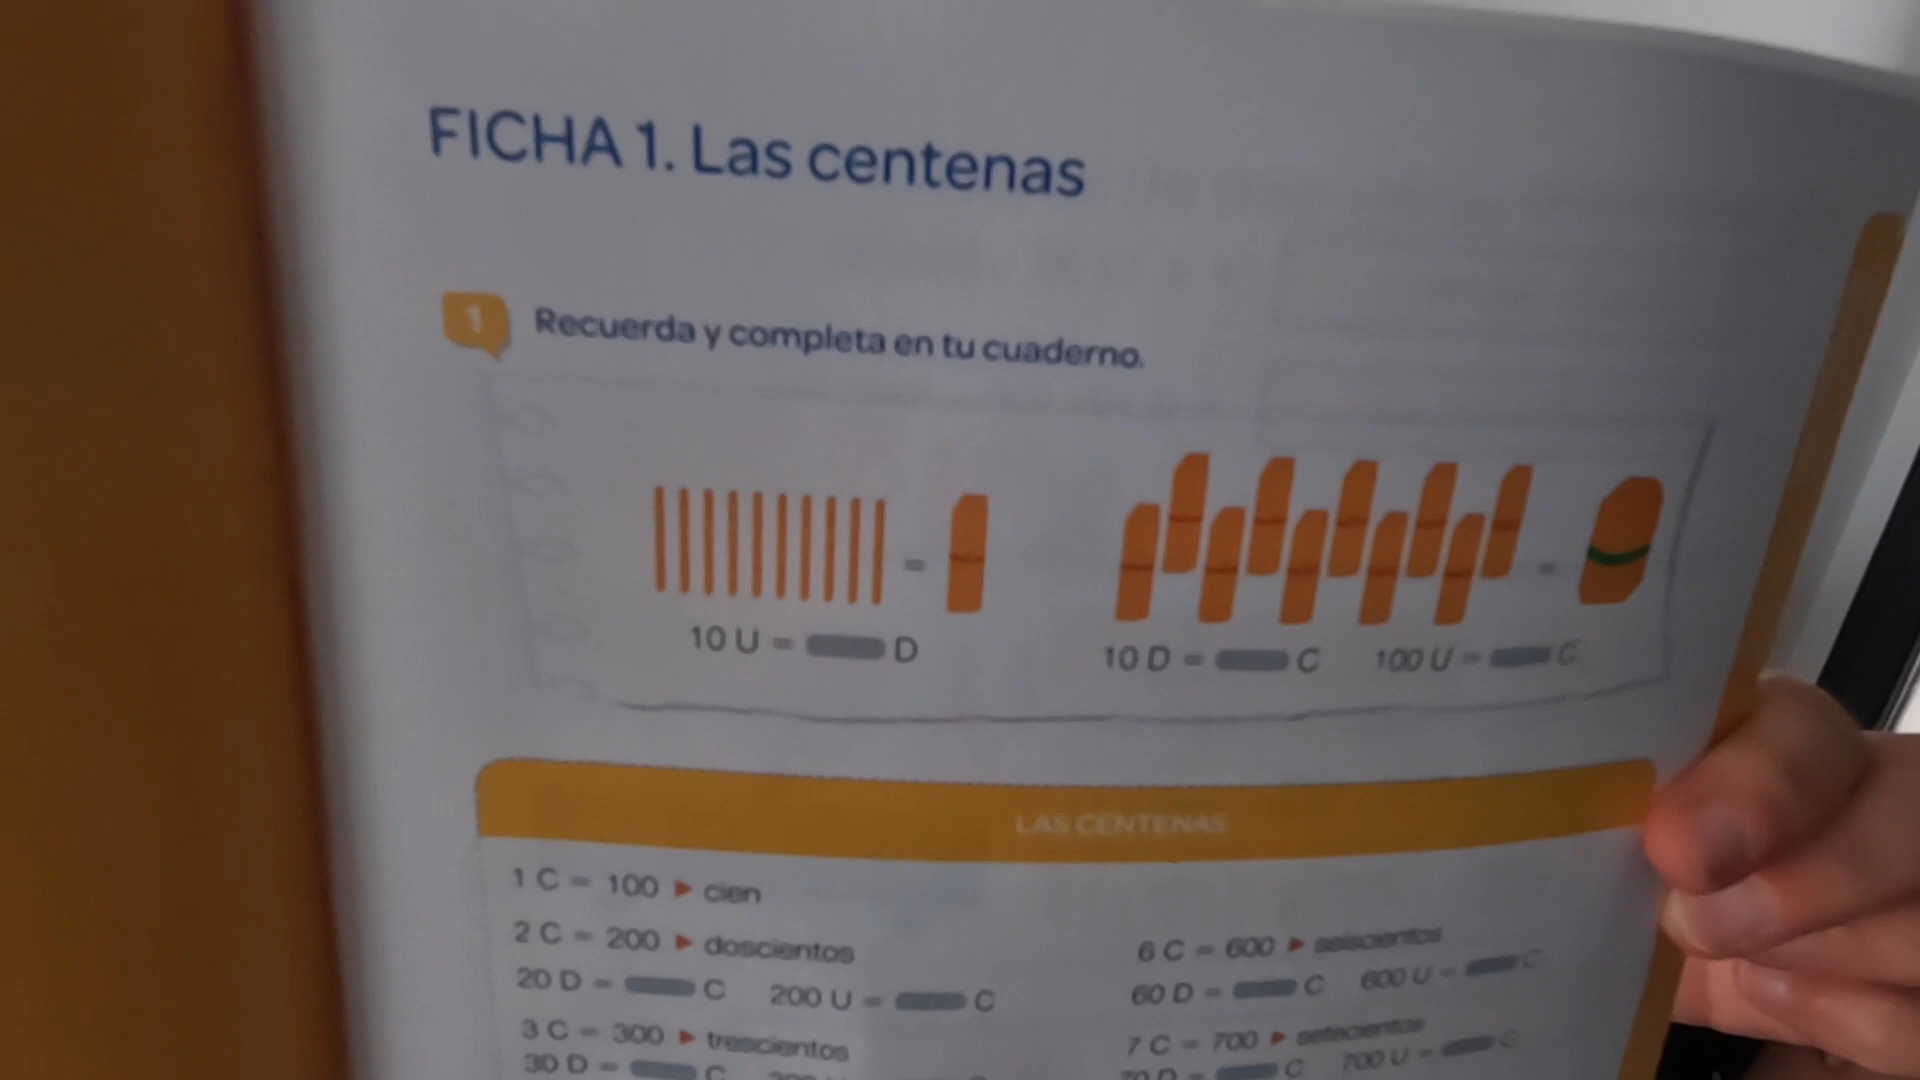 FICHA 1. Las centenas
1 Recuerda y completa en tu cuaderno.
=
=
10 U = D
10 D = C 100 U = C
LAS CENTENAS
1 C = 100 ▶ cien
2 C = 200 ▶ doscientos
20 D = C 200 U = C
3 C = 300 ▶ trescientos
30 D = C
6 C = 600 ▶ seiscientos
60 D = C 600 U = C
7 C = 700 ▶ setecientos
70 D = C 700 U = C